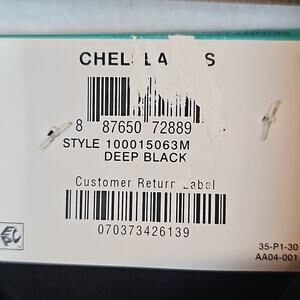 8 87650 72889
STYLE 100015063M
DEEP BLACK
Customer Return Label
070373426139
35-P1-30
AA04-001